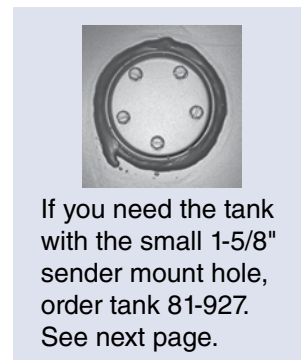 If you need the tank
with the small 1-5/8"
sender mount hole,
order tank 81-927.
See next page.